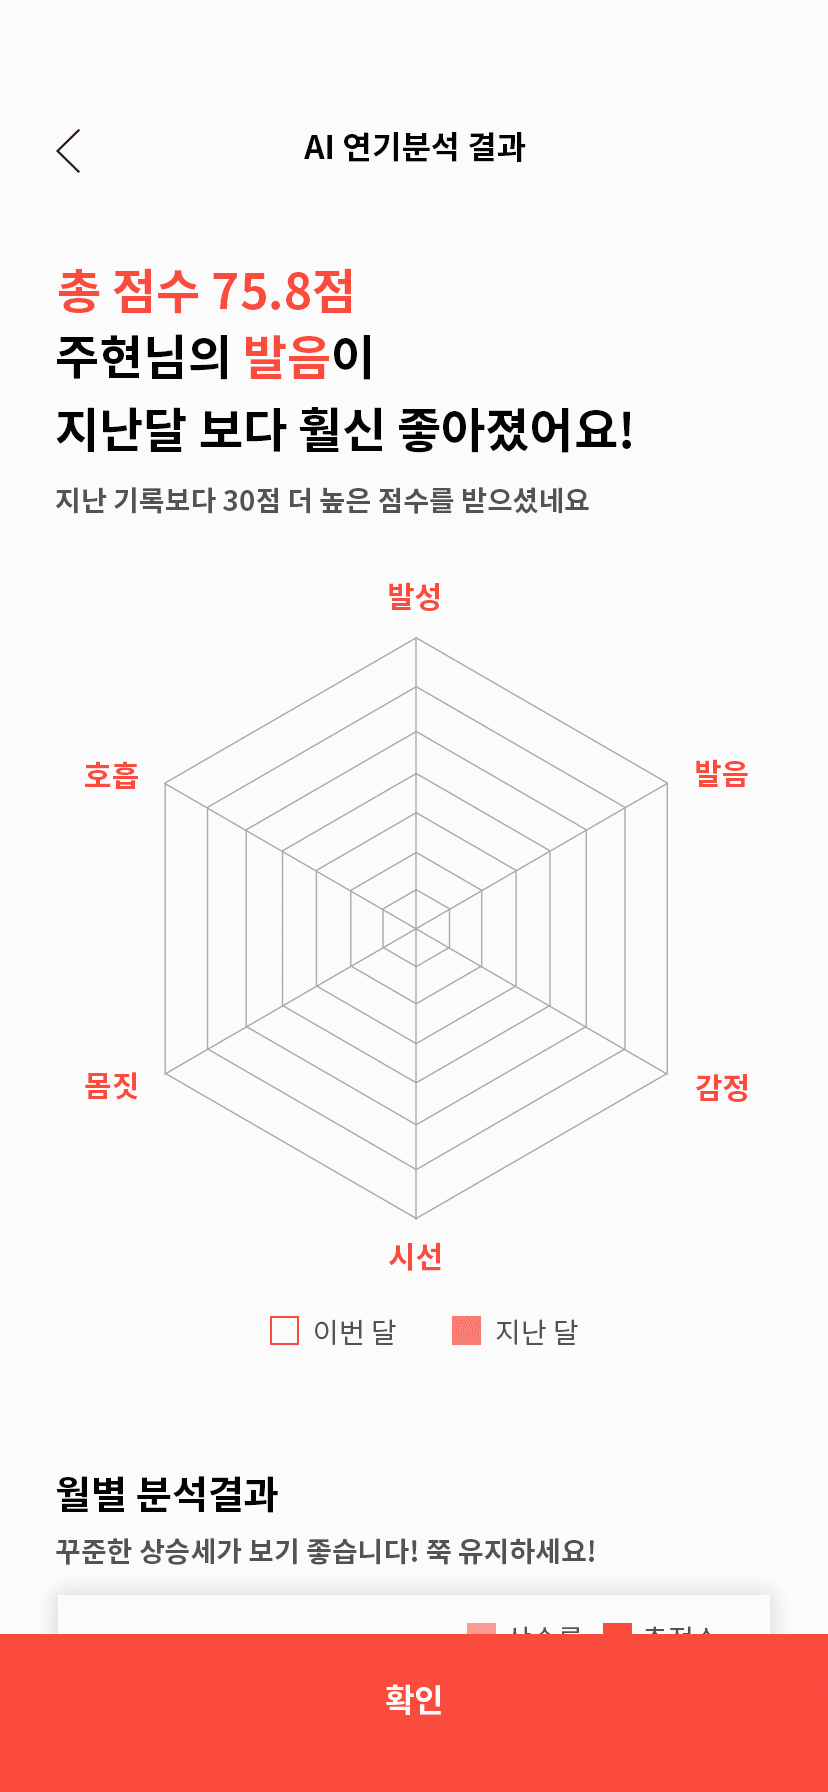 AI 연기분석 결과
총 점수 75.8점
주현님의 발음이
지난달 보다 훨신 좋아졌어요!
지난 기록보다 30점 더 높은 점수를 받으셨네요
발성
호흡
발음
몸짓
감정
시선
이번 달
지난 달
월별 분석결과
꾸준한 상승세가 보기 좋습니다! 쭉 유지하세요!
확인